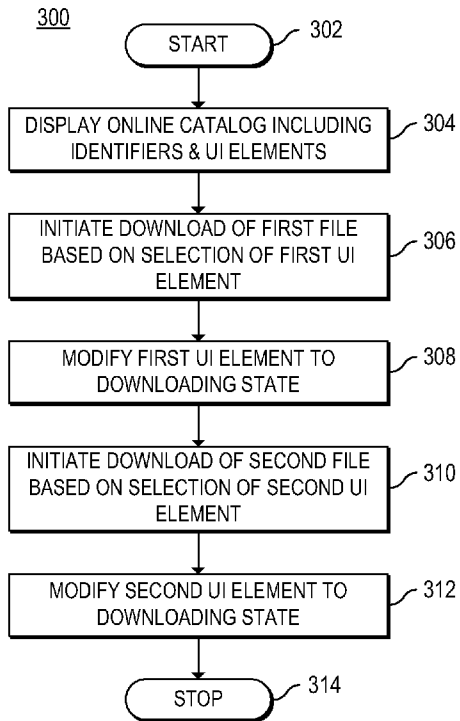 300
START
302
DISPLAY ONLINE CATALOG INCLUDING
IDENTIFIERS & UI ELEMENTS
304
INITIATE DOWNLOAD OF FIRST FILE
BASED ON SELECTION OF FIRST UI
ELEMENT
306
MODIFY FIRST UI ELEMENT TO
DOWNLOADING STATE
308
INITIATE DOWNLOAD OF SECOND FILE
BASED ON SELECTION OF SECOND UI
ELEMENT
310
MODIFY SECOND UI ELEMENT TO
DOWNLOADING STATE
312
STOP
314